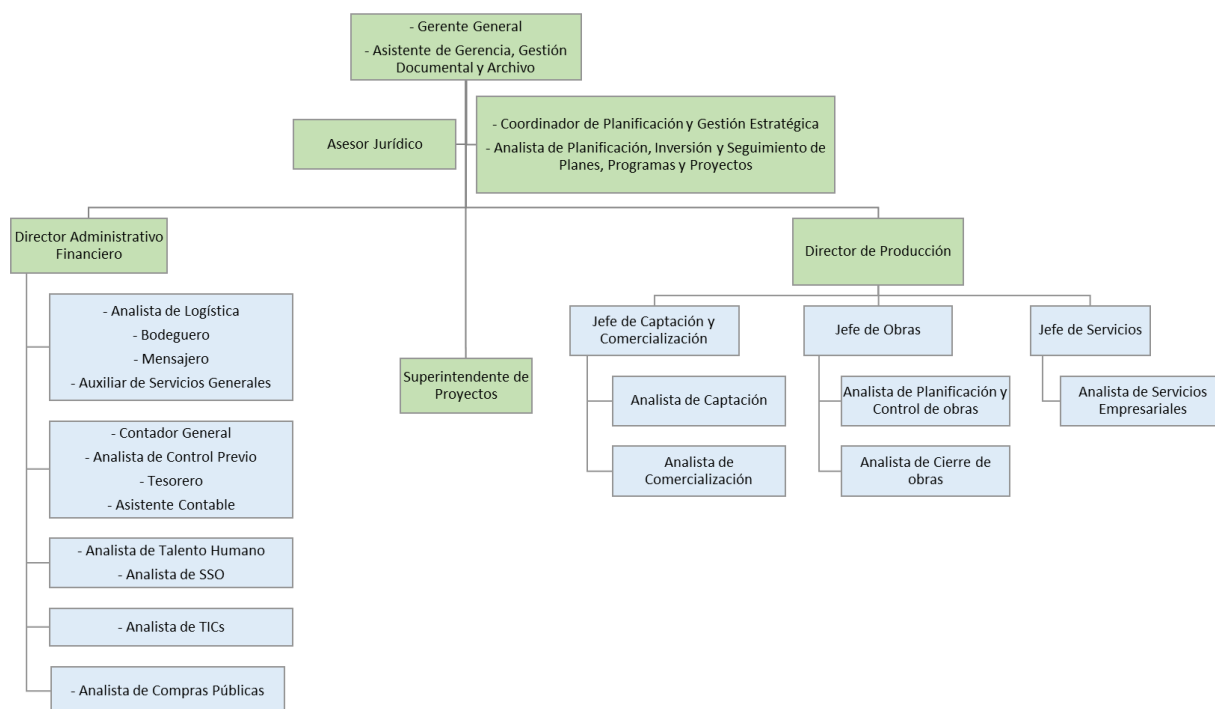 - Gerente General
- Asistente de Gerencia, Gestión
Documental y Archivo
Asesor Jurídico
- Coordinador de Planificación y Gestión Estratégica
- Analista de Planificación, Inversión y Seguimiento de
Planes, Programas y Proyectos
Director Administrativo
Financiero
- Analista de Logística
- Bodeguero
- Mensajero
- Auxiliar de Servicios Generales
- Contador General
- Analista de Control Previo
- Tesorero
- Asistente Contable
- Analista de Talento Humano
- Analista de SSO
- Analista de TICs
- Analista de Compras Públicas
Superintendente de
Proyectos
Director de Producción
Jefe de Captación y
Comercialización
Analista de Captación
Analista de
Comercialización
Jefe de Obras
Analista de Planificación y
Control de obras
Analista de Cierre de
obras
Jefe de Servicios
Analista de Servicios
Empresariales